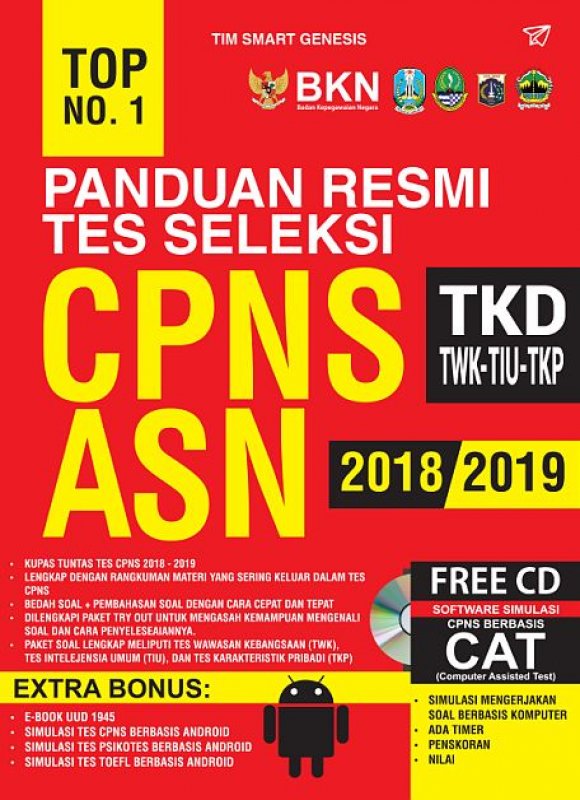 TIM SMART GENESIS
TOP
NO. 1
BKN
Badan Kepegawaian Negara
PANDUAN RESMI
TES SELEKSI
CPNS
ASN
TKD
TWK-TIU-TKP
2018/2019
• KUPAS TUNTAS TES CPNS 2018 - 2019
• LENGKAP DENGAN RANGKUMAN MATERI YANG SERING KELUAR DALAM TES
CPNS
• BEDAH SOAL + PEMBAHASAN SOAL DENGAN CARA CEPAT DAN TEPAT
• DILENGKAPI PAKET TRY OUT UNTUK MENGASAH KEMAMPUAN MENGENALI
SOAL DAN CARA PENYELESEAIANNYA.
• PAKET SOAL LENGKAP MELIPUTI TES WAWASAN KEBANGSAAN (TWK),
TES INTELEJENSIA UMUM (TIU), DAN TES KARAKTERISTIK PRIBADI (TKP)
FREE CD
SOFTWARE SIMULASI
CPNS BERBASIS
CAT
(Computer Assisted Test)
EXTRA BONUS:
• E-BOOK UUD 1945
• SIMULASI TES CPNS BERBASIS ANDROID
• SIMULASI TES PSIKOTES BERBASIS ANDROID
• SIMULASI TES TOEFL BERBASIS ANDROID
• SIMULASI MENGERJAKAN
SOAL BERBASIS KOMPUTER
• ADA TIMER
• PENSKORAN
• NILAI